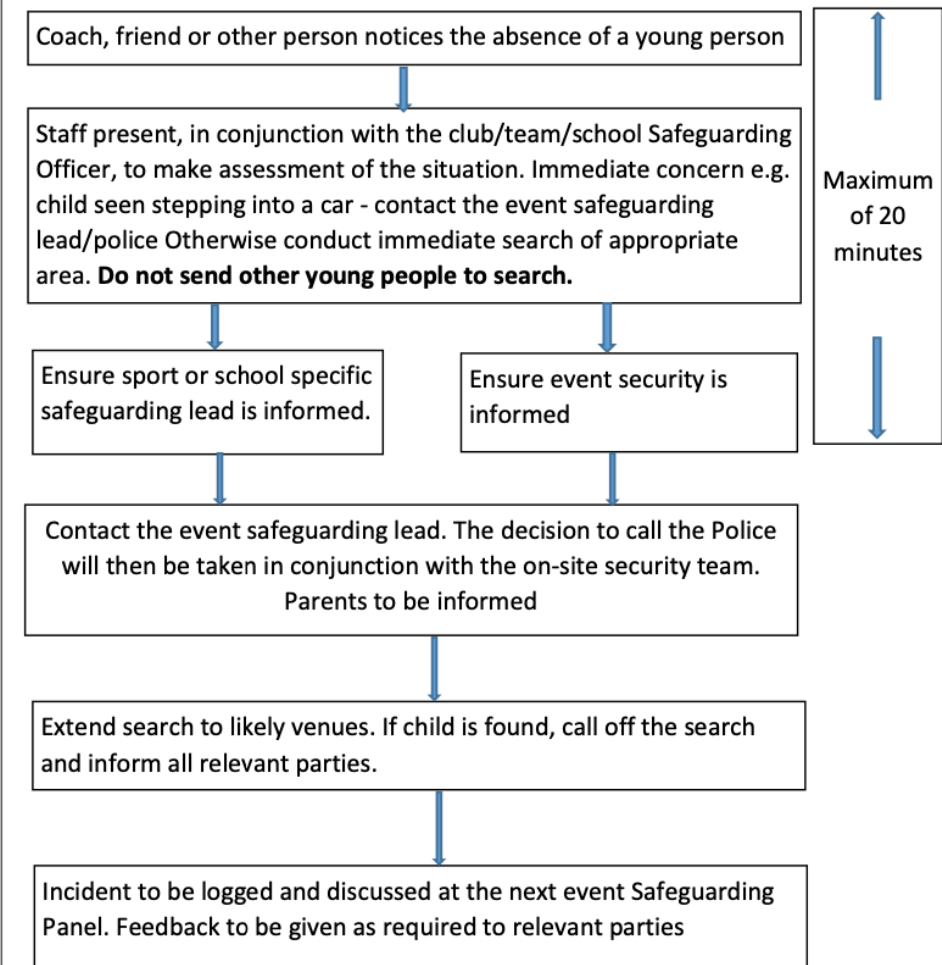 Coach, friend or other person notices the absence of a young person
Maximum
of 20
minutes
Staff present, in conjunction with the club/team/school Safeguarding
Officer, to make assessment of the situation. Immediate concern e.g.
child seen stepping into a car - contact the event safeguarding
lead/police Otherwise conduct immediate search of appropriate
area. Do not send other young people to search.
Ensure sport or school specific
safeguarding lead is informed.
Ensure event security is
informed
Contact the event safeguarding lead. The decision to call the Police
will then be taken in conjunction with the on-site security team.
Parents to be informed
Extend search to likely venues. If child is found, call off the search
and inform all relevant parties.
Incident to be logged and discussed at the next event Safeguarding
Panel. Feedback to be given as required to relevant parties